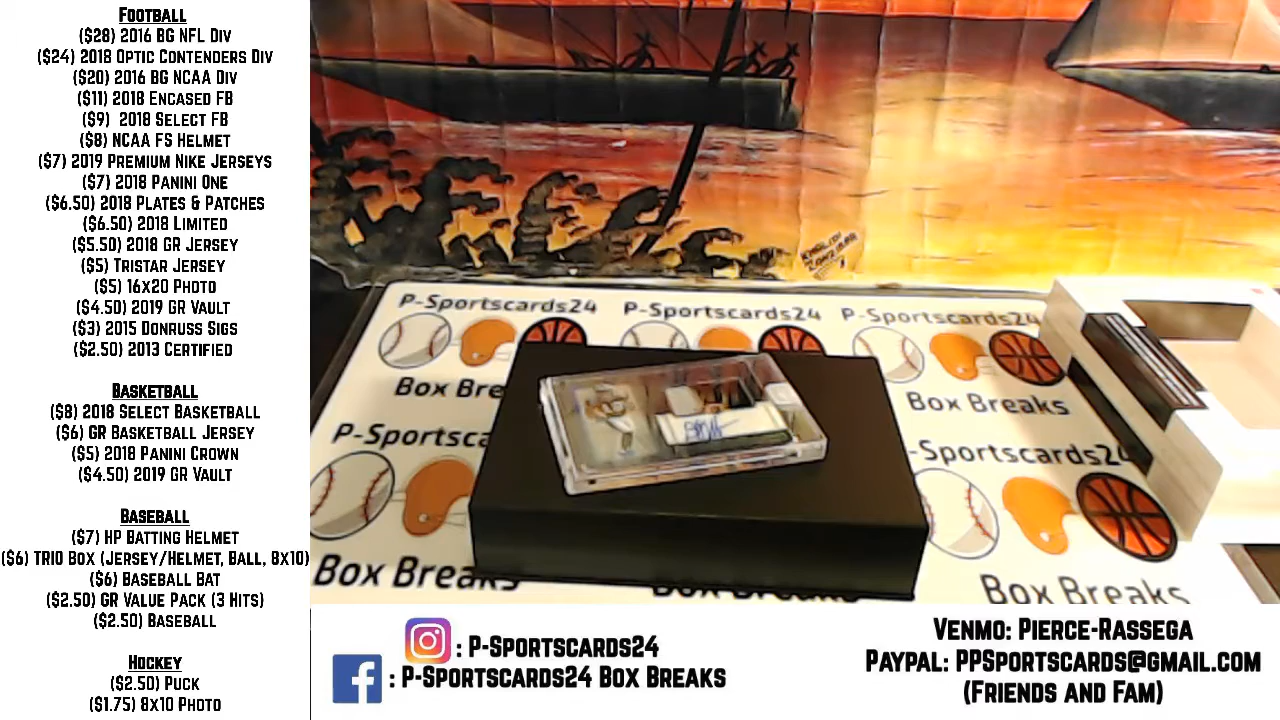 Football
($28) 2016 BG NFL Div
($24) 2018 Optic Contenders Div
($20) 2016 BG NCAA Div
($11) 2018 Encased FB
($9) 2018 Select FB
($8) NCAA FS Helmet
($7) 2019 Premium Nike Jerseys
($7) 2018 Panini One
($6.50) 2018 Plates & Patches
($6.50) 2018 Limited
($5.50) 2018 GR Jersey
($5) Tristar Jersey
($5) 16x20 Photo
($4.50) 2019 GR Vault
($3) 2015 Donruss Sigs
($2.50) 2013 Certified
Basketball
($8) 2018 Select Basketball
($6) GR Basketball Jersey
($5) 2018 Panini Crown
($4.50) 2019 GR Vault
Baseball
($7) HP Batting Helmet
($6) Trio Box (Jersey/Helmet, Ball, 8x10)
($6) Baseball Bat
($2.50) GR Value Pack (3 Hits)
($2.50) Baseball
Hockey
($2.50) Puck
($1.75) 8x10 Photo
P-Sportscards24 P-Sportscards24 P-Sportscards24
Box Bre Box Breaks
P-Sportsca -Sportscards24
Box Breaks Box Breaks Box Breaks
: P-Sportscards24
: P-Sportscards24 Box Breaks
Venmo: Pierce-Rassega
Paypal: PPSportscards@gmail.com
(Friends and Fam)